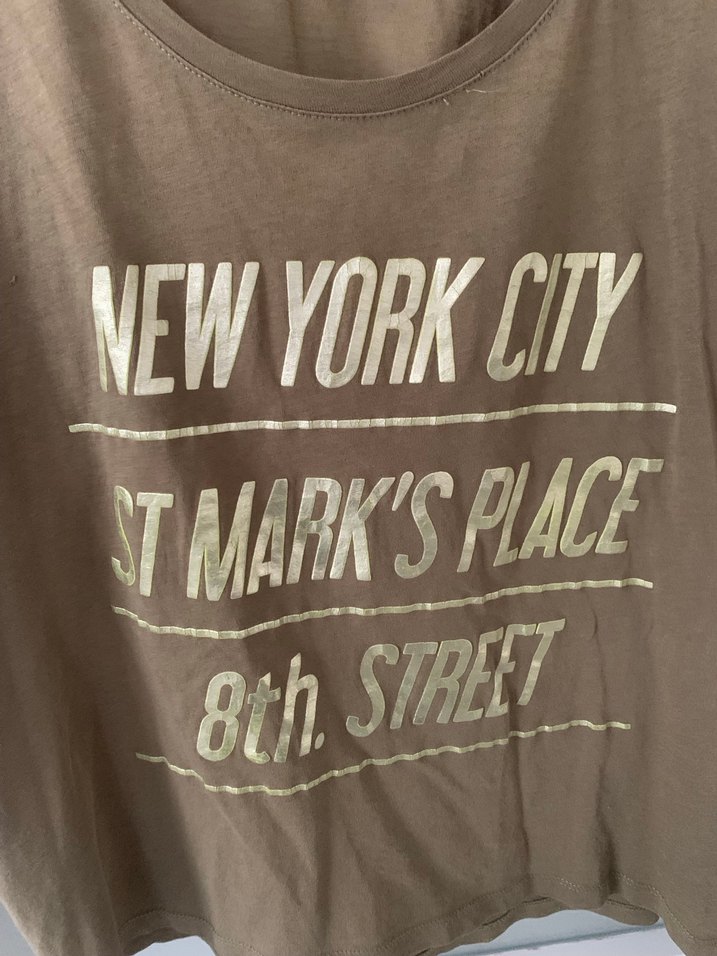 NEW YORK CITY
ST MARK'S PLACE
8th. STREET